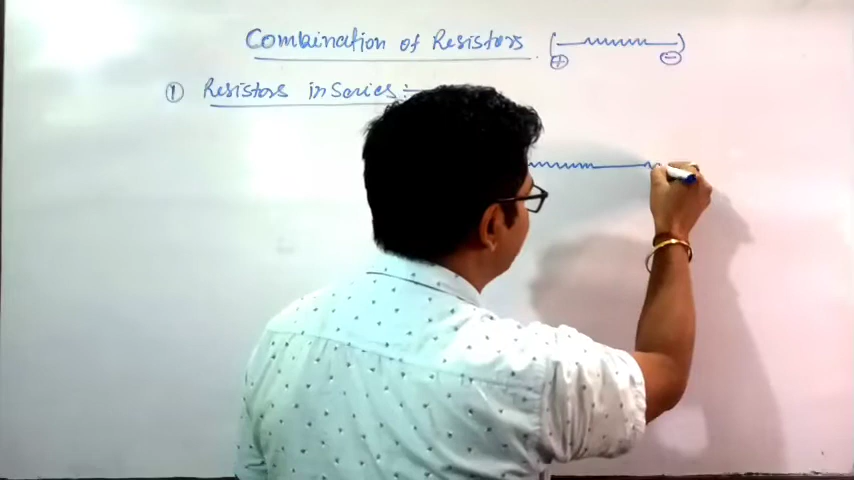 Combination of Resistors
+ -
① Resistors in Series :-